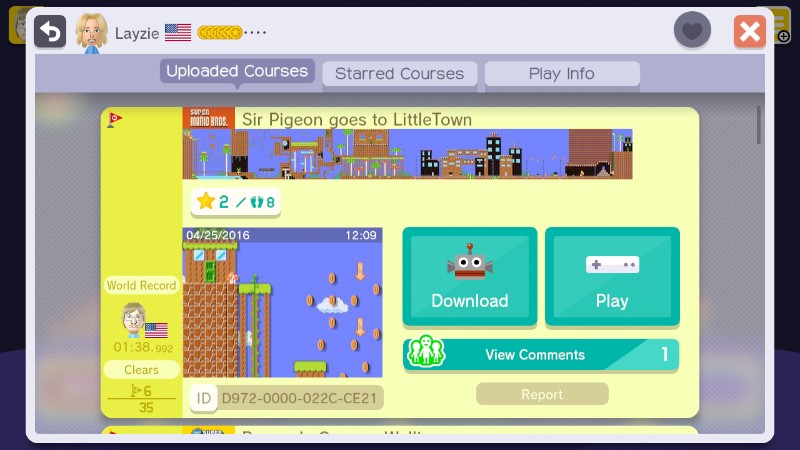 Layzie
Uploaded Courses
Starred Courses
Play Info
SUPER
MARIO BROS.
Sir Pigeon goes to LittleTown
2 / 8
04/25/2016 12:09
World Record
01:38.992
Clears
6
35
Download
Play
View Comments 1
ID D972-0000-022C-CE21
Report